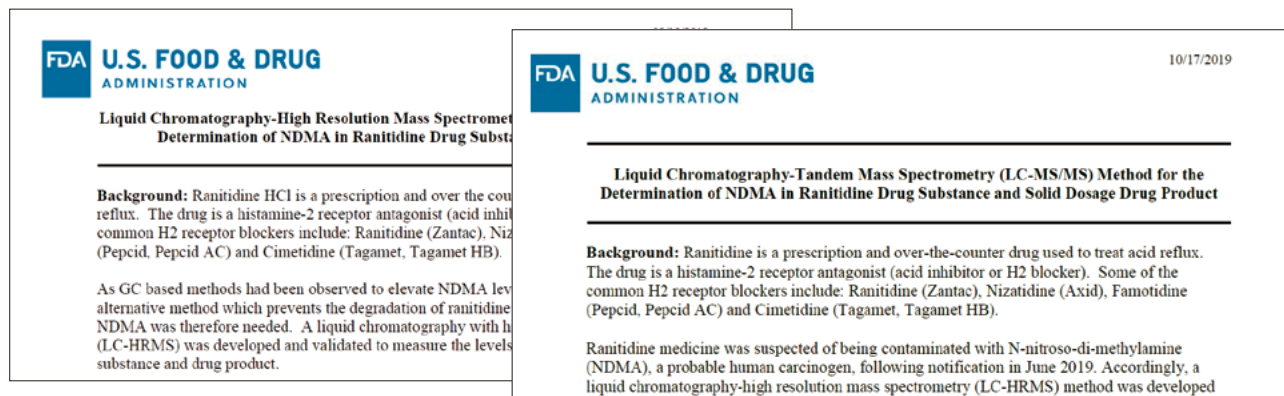 FDA U.S. FOOD & DRUG
ADMINISTRATION
Liquid Chromatography-High Resolution Mass
Determination of NDMA in Ranitidine Drug
Background: Ranitidine HCl is a prescription and over the
reflux. The drug is a histamine-2 receptor antagonist (acid
common H2 receptor blockers include: Ranitidine (Zantac),
(Pepcid, Pepcid AC) and Cimetidine (Tagamet, Tagamet HB).
As GC based methods had been observed to elevate NDMA
alternative method which prevents the degradation of ranitidine
NDMA was therefore needed. A liquid chromatography with
(LC-HRMS) was developed and validated to measure the levels
substance and drug product.
10/17/2019
FDA U.S. FOOD & DRUG
ADMINISTRATION
Liquid Chromatography-Tandem Mass Spectrometry (LC-MS/MS) Method for the
Determination of NDMA in Ranitidine Drug Substance and Solid Dosage Drug Product
Background: Ranitidine is a prescription and over-the-counter drug used to treat acid reflux.
The drug is a histamine-2 receptor antagonist (acid inhibitor or H2 blocker). Some of the
common H2 receptor blockers include: Ranitidine (Zantac), Nizatidine (Axid), Famotidine
(Pepcid, Pepcid AC) and Cimetidine (Tagamet, Tagamet HB).
Ranitidine medicine was suspected of being contaminated with N-nitroso-di-methylamine
(NDMA), a probable human carcinogen, following notification in June 2019. Accordingly, a
liquid chromatography-high resolution mass spectrometry (LC-HRMS) method was developed